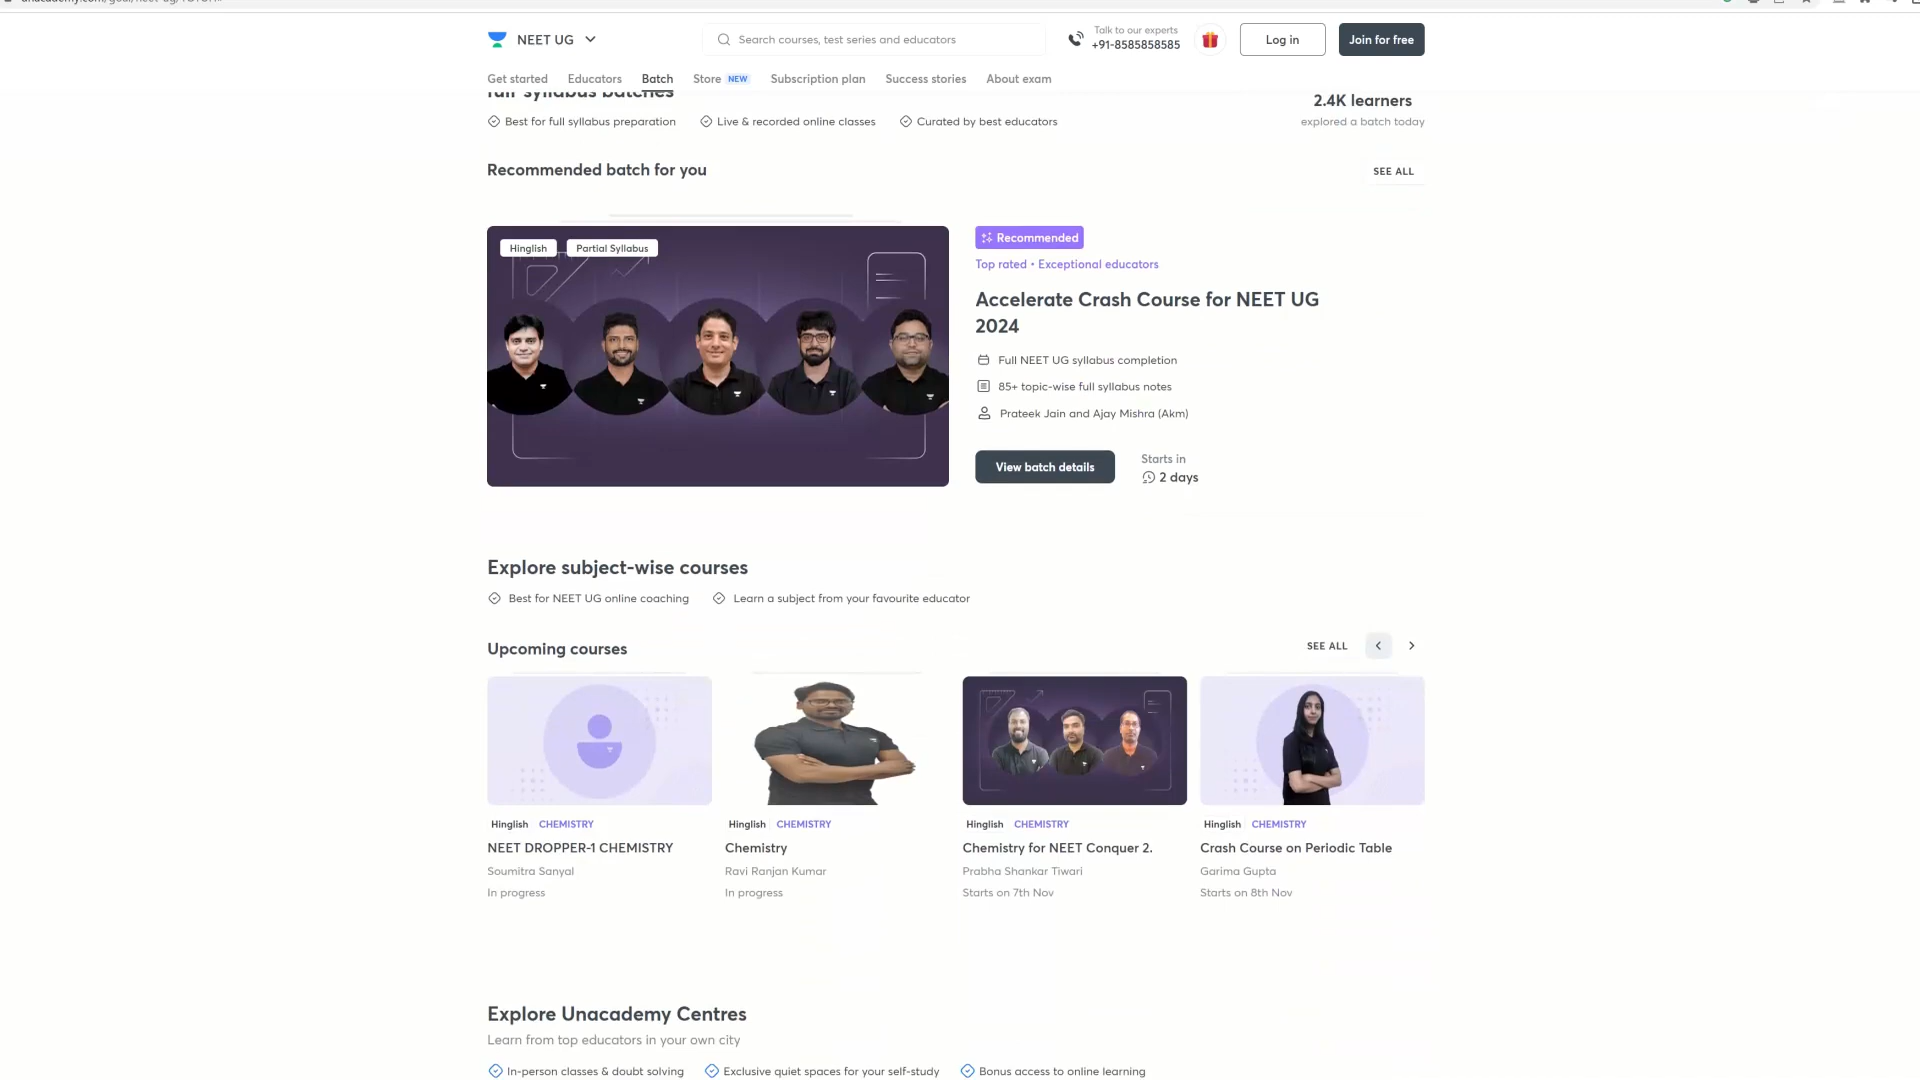 NEET UG
Search courses, test series and educators
Talk to our experts
+91-8585858585
Log in
Join for free
Get started
Educators
Batch
Store NEW
Subscription plan
Success stories
About exam
full syllabus batches
2.4K learners
explored a batch today
Best for full syllabus preparation
Live & recorded online classes
Curated by best educators
Recommended batch for you
SEE ALL
Hinglish
Partial Syllabus
Recommended
Top rated • Exceptional educators
Accelerate Crash Course for NEET UG
2024
Full NEET UG syllabus completion
85+ topic-wise full syllabus notes
Prateek Jain and Ajay Mishra (Akm)
View batch details
Starts in
2 days
Explore subject-wise courses
Best for NEET UG online coaching
Learn a subject from your favourite educator
Upcoming courses
SEE ALL
Hinglish CHEMISTRY
NEET DROPPER-1 CHEMISTRY
Soumitra Sanyal
In progress
Hinglish CHEMISTRY
Chemistry
Ravi Ranjan Kumar
In progress
Hinglish CHEMISTRY
Chemistry for NEET Conquer 2.
Prabha Shankar Tiwari
Starts on 7th Nov
Hinglish CHEMISTRY
Crash Course on Periodic Table
Garima Gupta
Starts on 8th Nov
Explore Unacademy Centres
Learn from top educators in your own city
In-person classes & doubt solving
Exclusive quiet spaces for your self-study
Bonus access to online learning